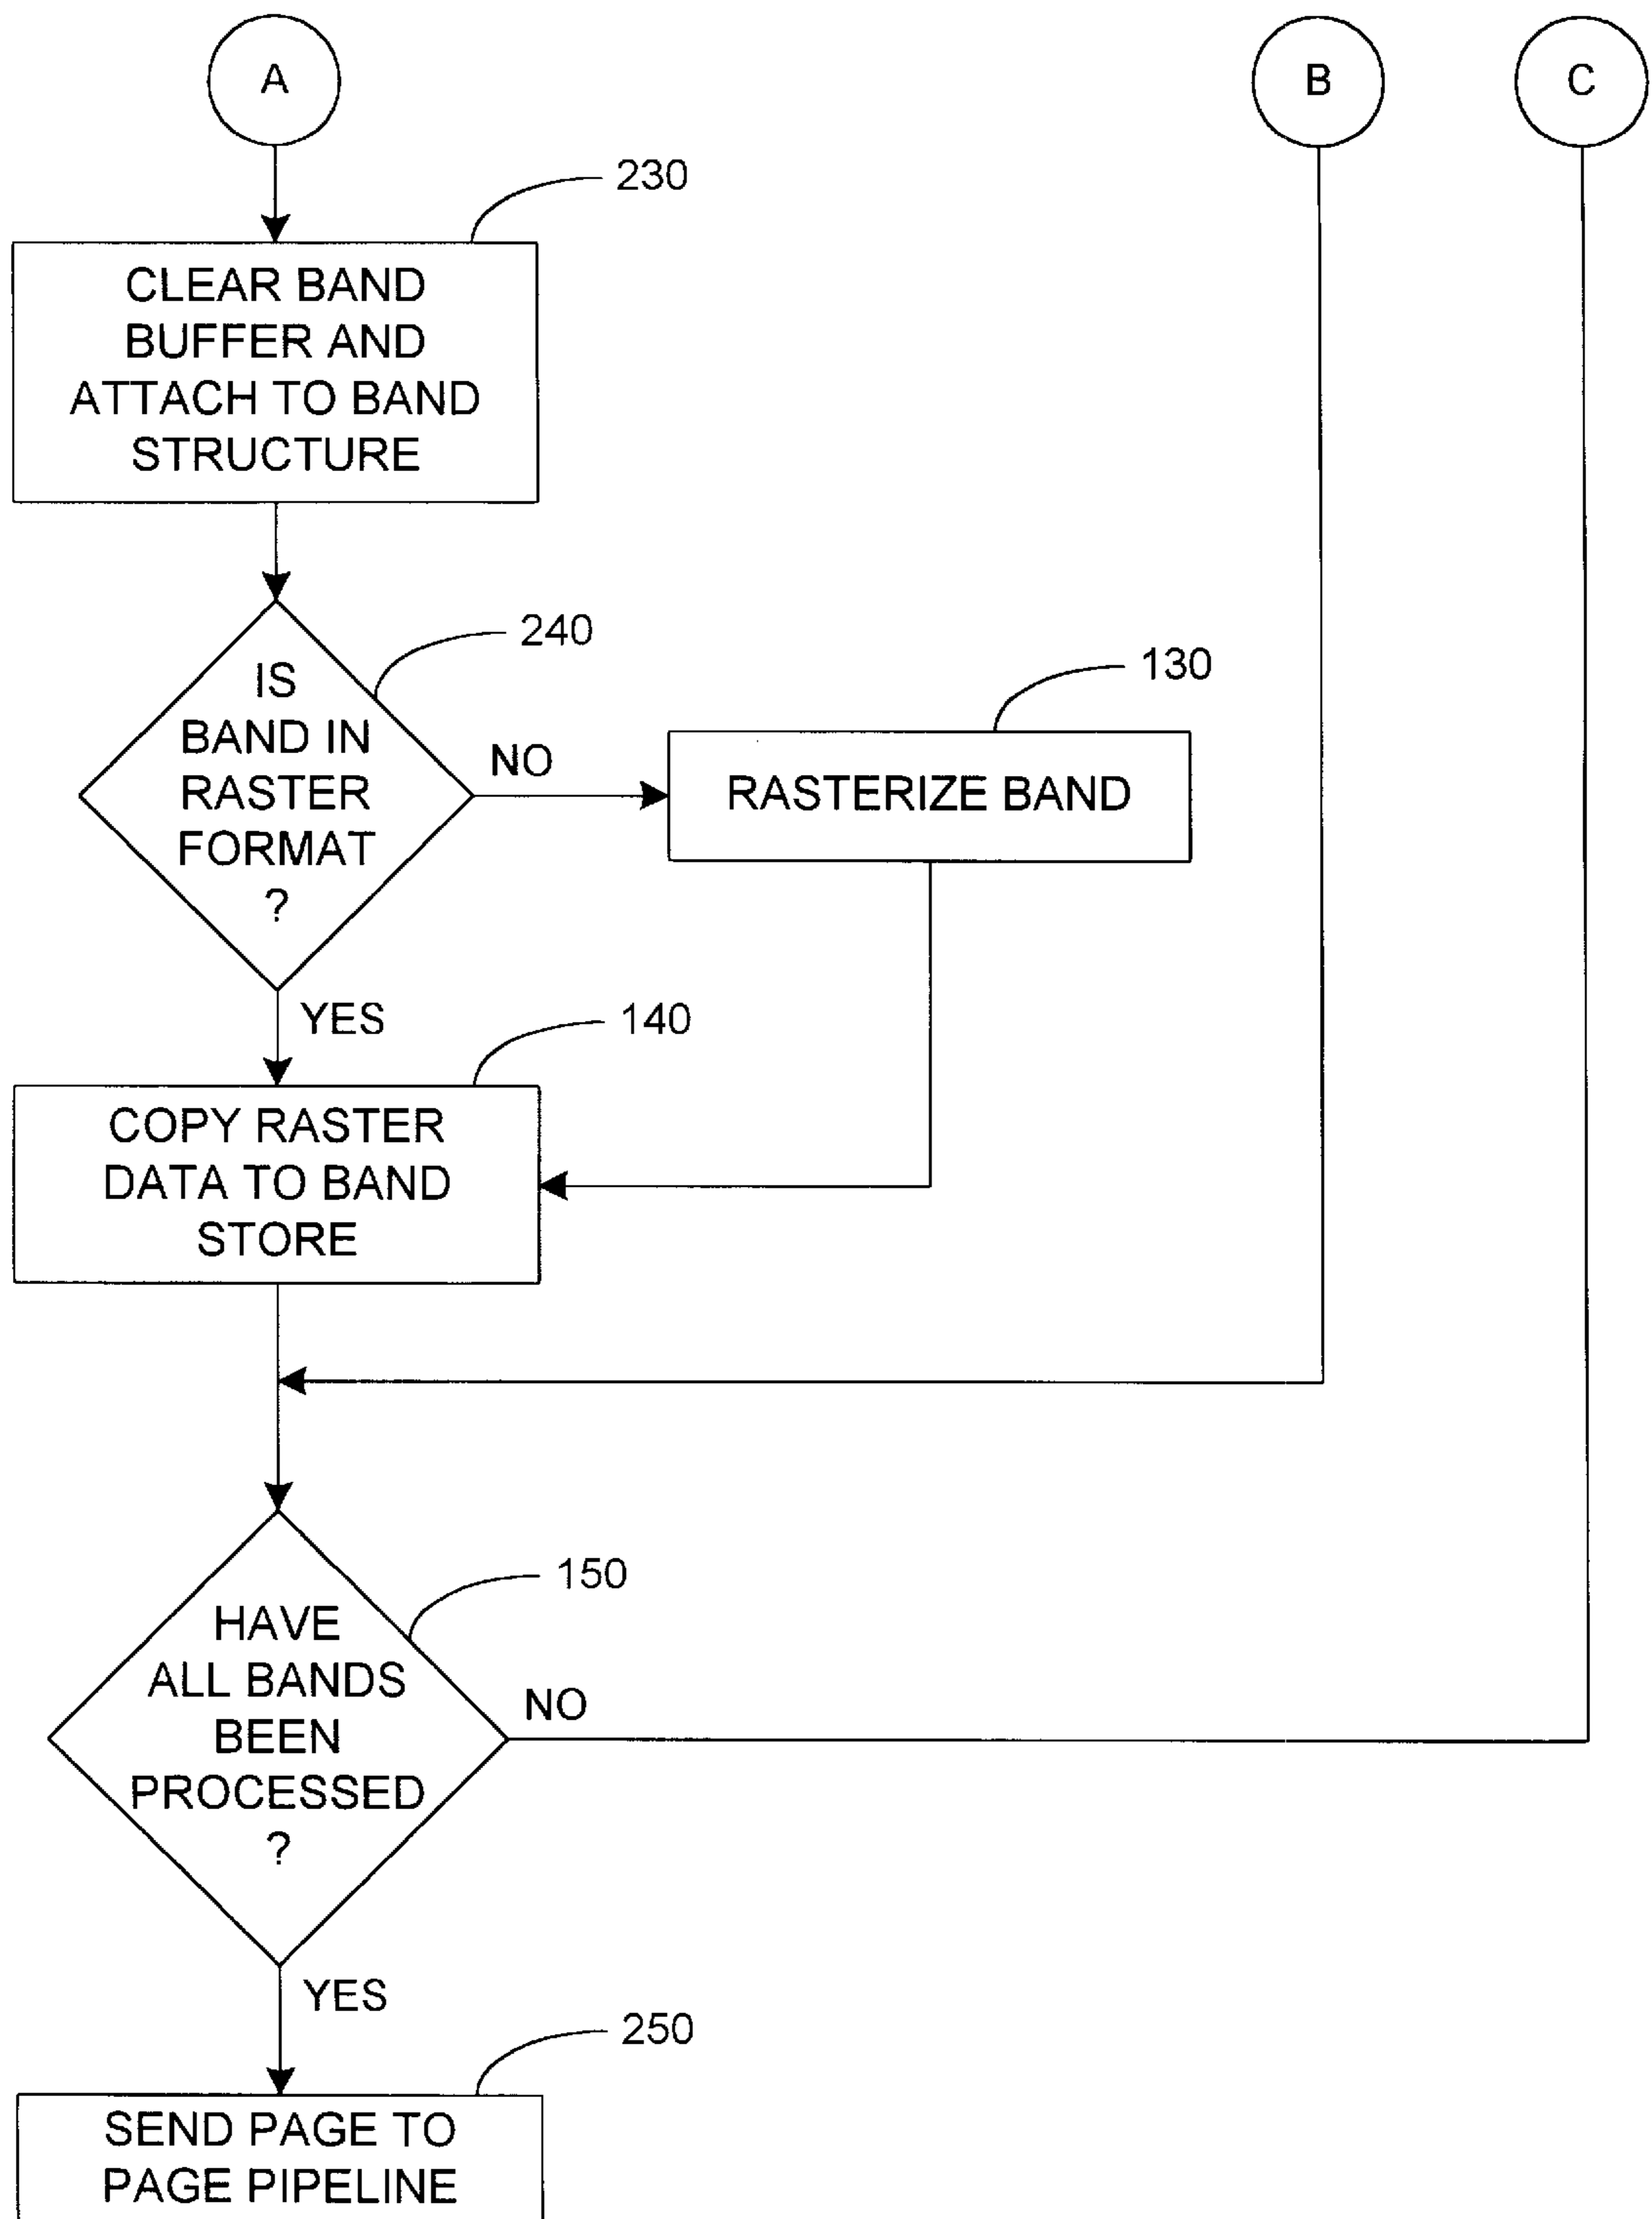 A
B
C
230
CLEAR BAND
BUFFER AND
ATTACH TO BAND
STRUCTURE
240
IS
BAND IN
RASTER
FORMAT
?
NO
130
RASTERIZE BAND
YES
140
COPY RASTER
DATA TO BAND
STORE
150
HAVE
ALL BANDS
BEEN
PROCESSED
?
NO
YES
250
SEND PAGE TO
PAGE PIPELINE